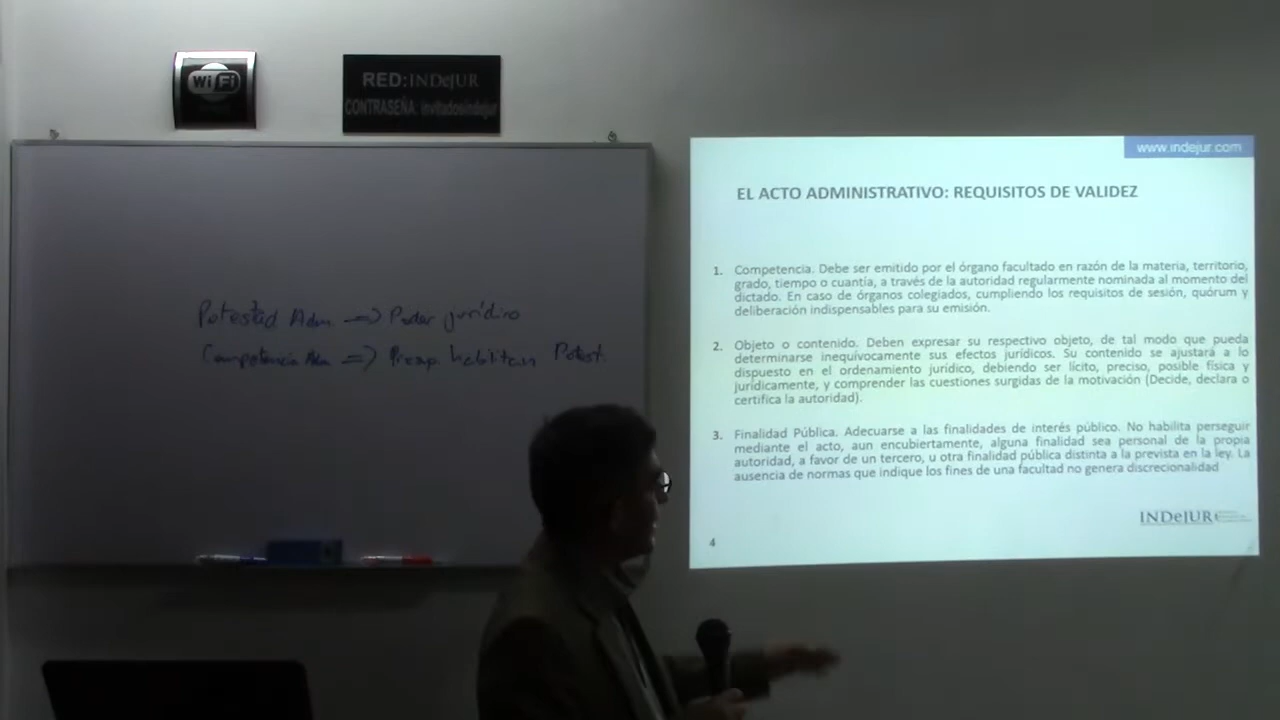 WiFi
RED: INDeJUR
CONTRASEÑA: invitadosindejur
Potestad Adm => Poder jurídico
Competencia Adm => Presup. habilitan Potest.
www.indejur.com
EL ACTO ADMINISTRATIVO: REQUISITOS DE VALIDEZ
1. Competencia. Debe ser emitido por el órgano facultado en razón de la materia, territorio,
grado, tiempo o cuantía, a través de la autoridad regularmente nominada al momento del
dictado. En caso de órganos colegiados, cumpliendo los requisitos de sesión, quórum y
deliberación indispensables para su emisión.
2. Objeto o contenido. Deben expresar su respectivo objeto, de tal modo que pueda
determinarse inequívocamente sus efectos jurídicos. Su contenido se ajustará a lo
dispuesto en el ordenamiento jurídico, debiendo ser lícito, preciso, posible física y
jurídicamente, y comprender las cuestiones surgidas de la motivación (Decide, declara o
certifica la autoridad).
3. Finalidad Pública. Adecuarse a las finalidades de interés público. No habilita perseguir
mediante el acto, aun encubiertamente, alguna finalidad sea personal de la propia
autoridad, a favor de un tercero, u otra finalidad pública distinta a la prevista en la ley. La
ausencia de normas que indique los fines de una facultad no genera discrecionalidad
INDeJUR
4